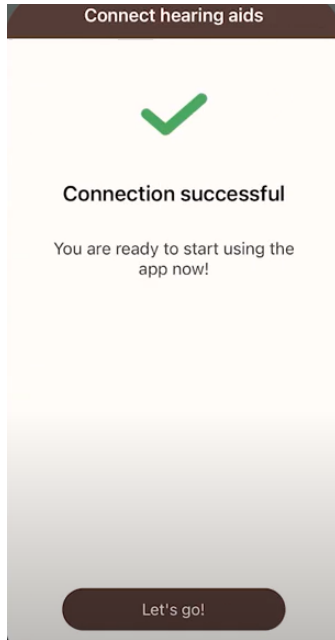 Connect hearing aids
Connection successful
You are ready to start using the
app now!
Let's go!